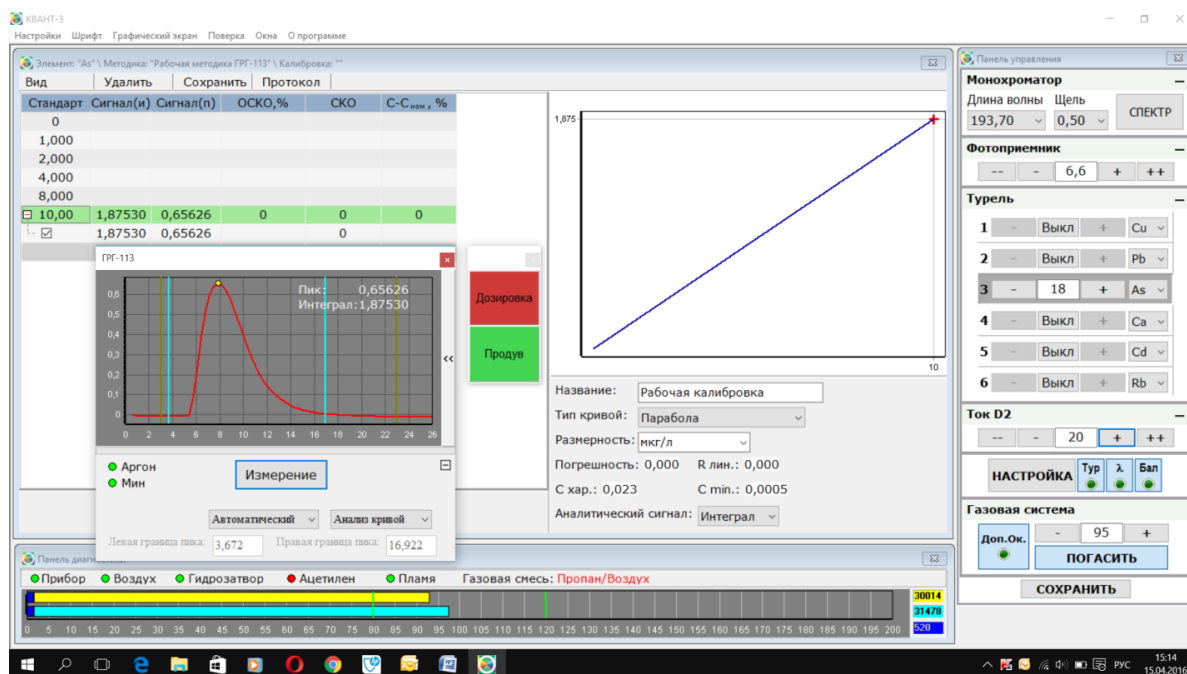 КВАНТ-3
Настройки Шрифт Графический экран Поверка Окна О программе
Элемент: "As" \ Методика: "Рабочая методика ГРГ-113" \ Калибровка: ""
Вид Удалить Сохранить Протокол
Стандарт Сигнал(и) Сигнал(п) ОСКО,% СКО C-Cном, %
0
1,000
2,000
4,000
8,000
10,00 1,87530 0,65626 0 0 0
1,87530 0,65626 0
ГРГ-113
Пик: 0,65626
Интеграл:1,87530
0,6
0,5
0,4
0,3
0,2
0,1
0
0 2 4 6 8 10 12 14 16 18 20 22 24 26
<<
Аргон
Мин
Измерение
Автоматический Анализ кривой
Левая граница пика: 3,672 Правая граница пика: 16,922
Дозировка
Продув
1,875
10
Название: Рабочая калибровка
Тип кривой: Парабола
Размерность: мкг/л
Погрешность: 0,000 R лин.: 0,000
C хар.: 0,023 C min.: 0,0005
Аналитический сигнал: Интеграл
Панель диаг
Прибор Воздух Гидрозатвор Ацетилен Пламя Газовая смесь: Пропан/Воздух
30014
31478
520
0 5 10 15 20 25 30 35 40 45 50 55 60 65 70 75 80 85 90 95 100 105 110 115 120 125 130 135 140 145 150 155 160 165 170 175 180 185 190 195 200
Панель управления
Монохроматор
Длина волны Щель
193,70 0,50 СПЕКТР
Фотоприемник
-- - 6,6 + ++
Турель
1 - Выкл + Cu
2 - Выкл + Pb
3 - 18 + As
4 - Выкл + Ca
5 - Выкл + Cd
6 - Выкл + Rb
Ток D2
-- - 20 + ++
НАСТРОЙКА Тур λ Бал
Газовая система
Доп.Ок. - 95 +
ПОГАСИТЬ
СОХРАНИТЬ
РУС 15:14
15.04.2016